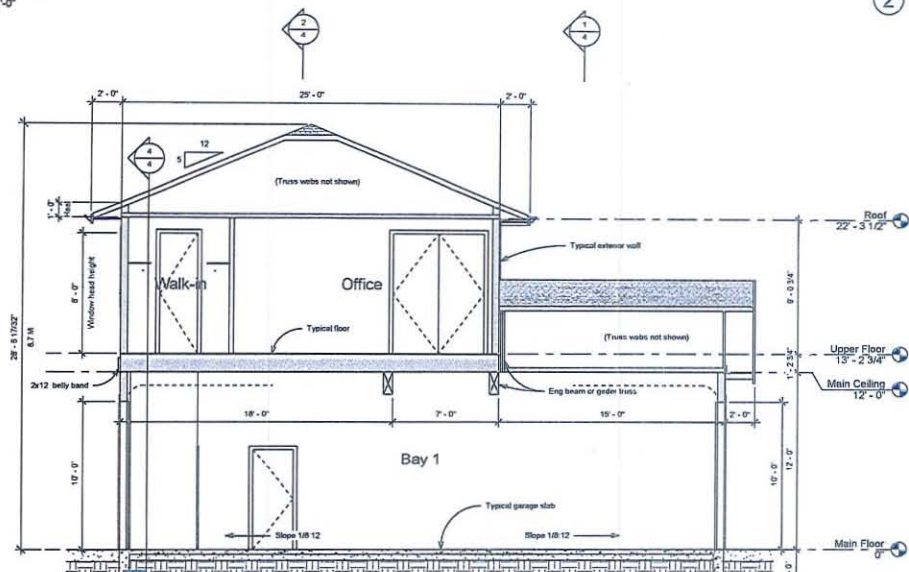 2
2
4
1
4
2' - 0"
25' - 0"
2' - 0"
4
4
12
5
(Truss webs not shown)
1' - 0"
Heel
Roof
22' - 3 1/2"
Typical exterior wall
Walk-in
Office
8' - 0"
Window head height
9' - 0 3/4"
28' - 6 17/32"
8.7 M
Typical floor
(Truss webs not shown)
Upper Floor
13' - 2 3/4"
1' - 2 3/4"
2x12 belly band
Eng beam or girder truss
Main Ceiling
12' - 0"
18' - 0"
7' - 0"
15' - 0"
2' - 0"
Bay 1
10' - 0"
10' - 0"
12' - 0"
Typical garage slab
Slope 1/8:12
Slope 1/8:12
Main Floor
0"